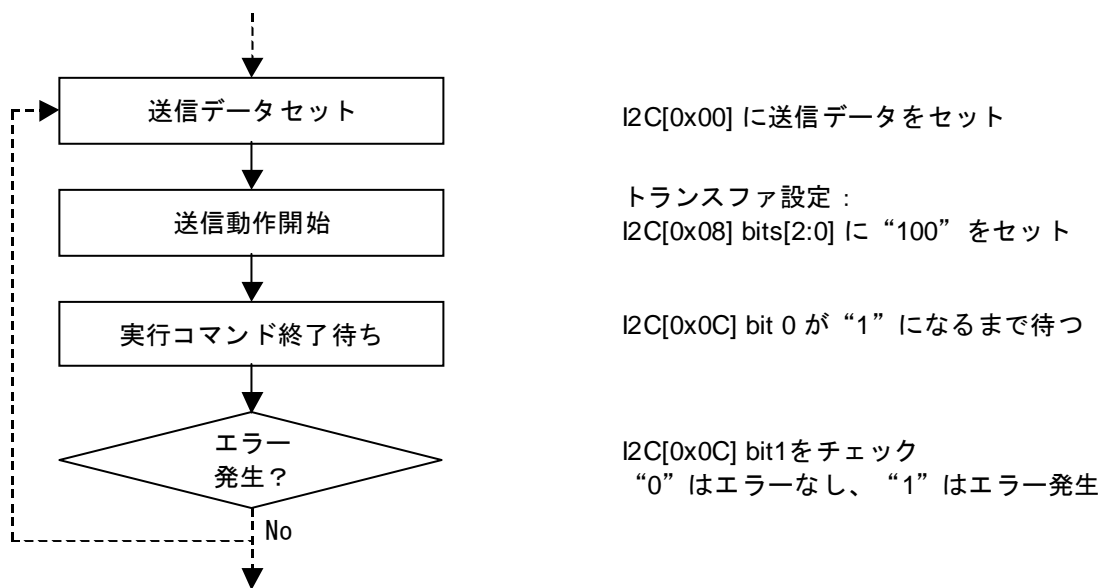 送信データセット
I2C[0x00] に送信データをセット
送信動作開始
トランスファ設定：
I2C[0x08] bits[2:0] に“100”をセット
実行コマンド終了待ち
I2C[0x0C] bit 0 が“1”になるまで待つ
エラー
発生？
I2C[0x0C] bit1をチェック
“0”はエラーなし、“1”はエラー発生
No